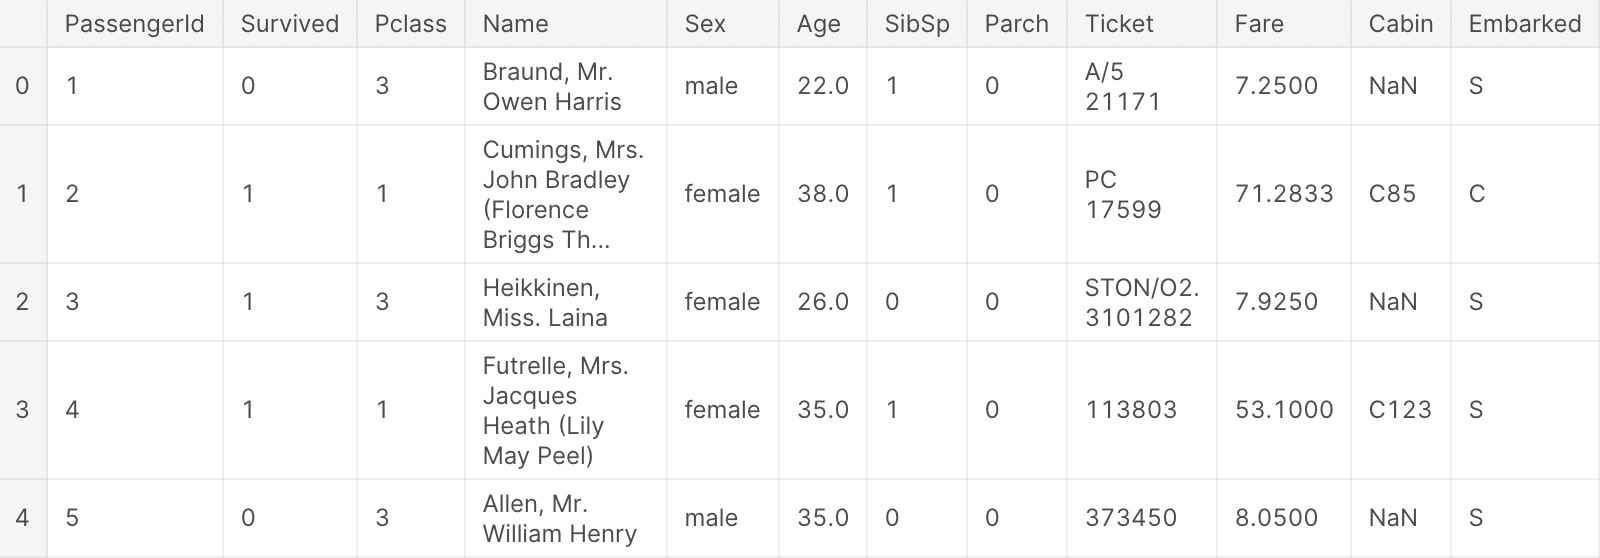 PassengerId Survived Pclass Name Sex Age SibSp Parch Ticket Fare Cabin Embarked
0 1 0 3 Braund, Mr. Owen Harris male 22.0 1 0 A/5 21171 7.2500 NaN S
1 2 1 1 Cumings, Mrs. John Bradley (Florence Briggs Th... female 38.0 1 0 PC 17599 71.2833 C85 C
2 3 1 3 Heikkinen, Miss. Laina female 26.0 0 0 STON/O2. 3101282 7.9250 NaN S
3 4 1 1 Futrelle, Mrs. Jacques Heath (Lily May Peel) female 35.0 1 0 113803 53.1000 C123 S
4 5 0 3 Allen, Mr. William Henry male 35.0 0 0 373450 8.0500 NaN S